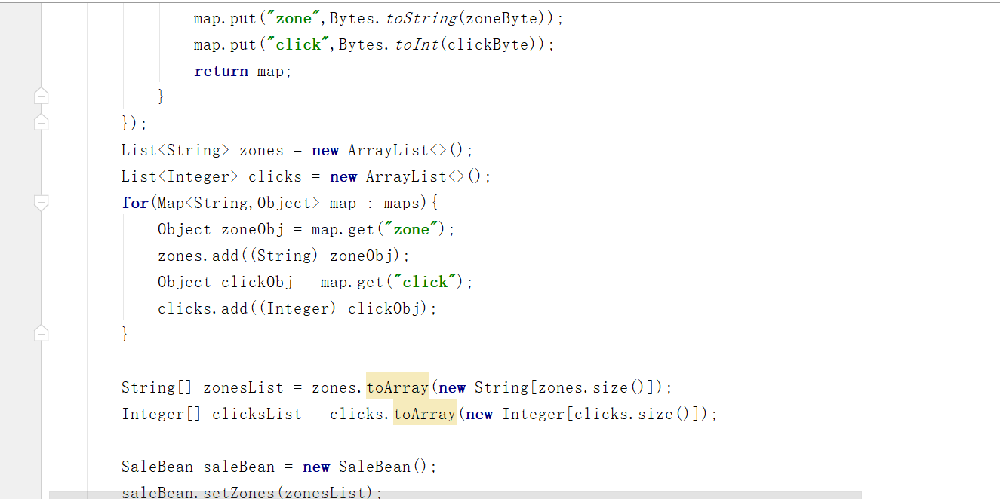 map.put("zone",Bytes.toString(zoneByte));
map.put("click",Bytes.toInt(clickByte));
return map;
}
});
List<String> zones = new ArrayList<>();
List<Integer> clicks = new ArrayList<>();
for(Map<String,Object> map : maps){
Object zoneObj = map.get("zone");
zones.add((String) zoneObj);
Object clickObj = map.get("click");
clicks.add((Integer) clickObj);
}
String[] zonesList = zones.toArray(new String[zones.size()]);
Integer[] clicksList = clicks.toArray(new Integer[clicks.size()]);
SaleBean saleBean = new SaleBean();
saleBean.setZones(zonesList);